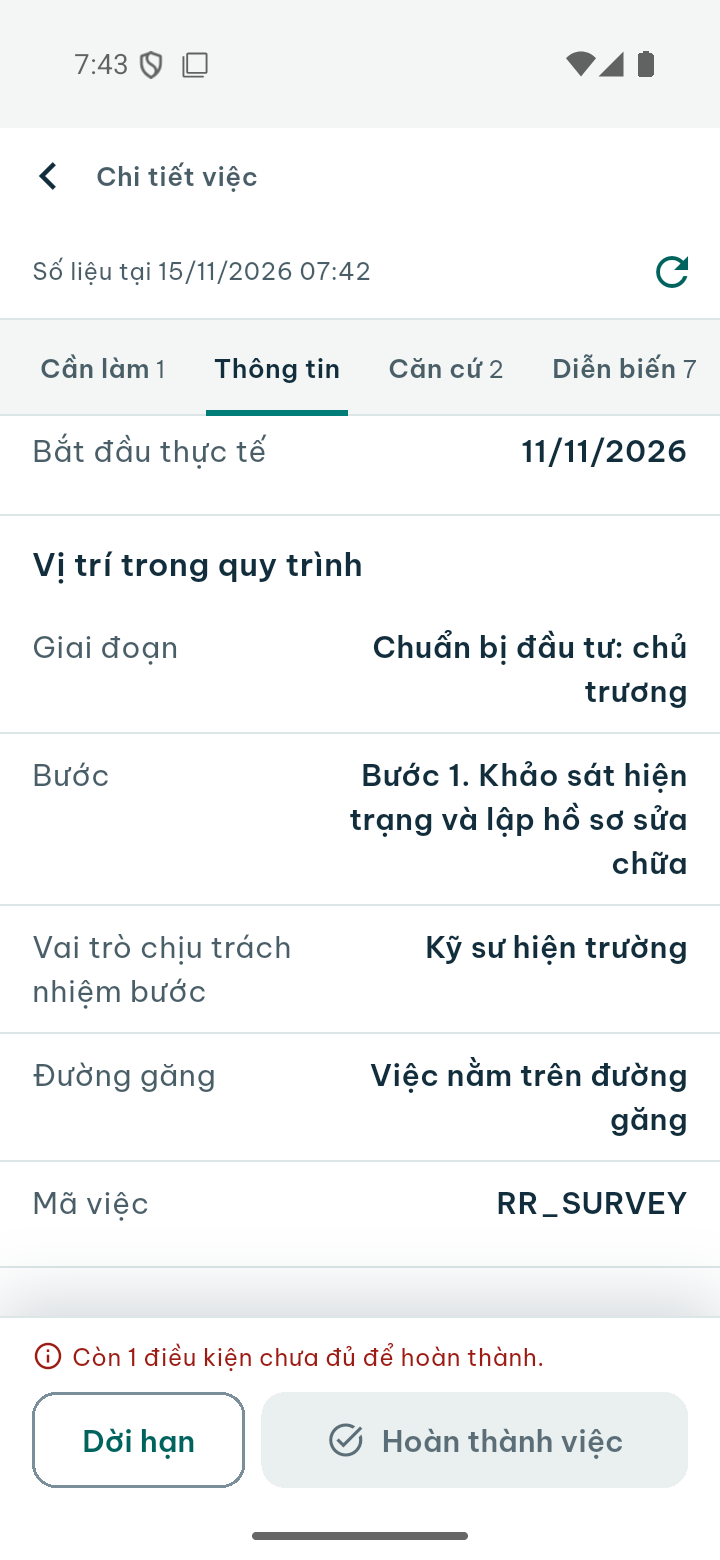 7:43
Chi tiết việc
Số liệu tại 15/11/2026 07:42
Cần làm 1 Thông tin Căn cứ 2 Diễn biến 7
Bắt đầu thực tế 11/11/2026
Vị trí trong quy trình
Giai đoạn Chuẩn bị đầu tư: chủ
trương
Bước Bước 1. Khảo sát hiện
trạng và lập hồ sơ sửa
chữa
Vai trò chịu trách Kỹ sư hiện trường
nhiệm bước
Đường găng Việc nằm trên đường
găng
Mã việc RR_SURVEY
Còn 1 điều kiện chưa đủ để hoàn thành.
Dời hạn Hoàn thành việc